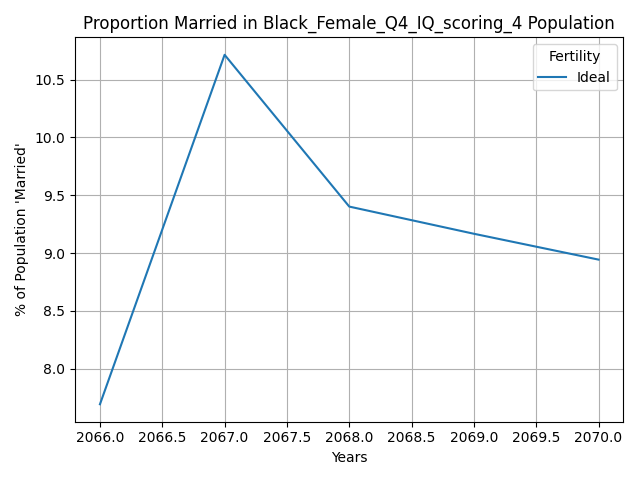 Proportion Married in Black_Female_Q4_IQ_scoring_4 Population
Fertility
Ideal
% of Population 'Married'
10.5
10.0
9.5
9.0
8.5
8.0
2066.0 2066.5 2067.0 2067.5 2068.0 2068.5 2069.0 2069.5 2070.0
Years